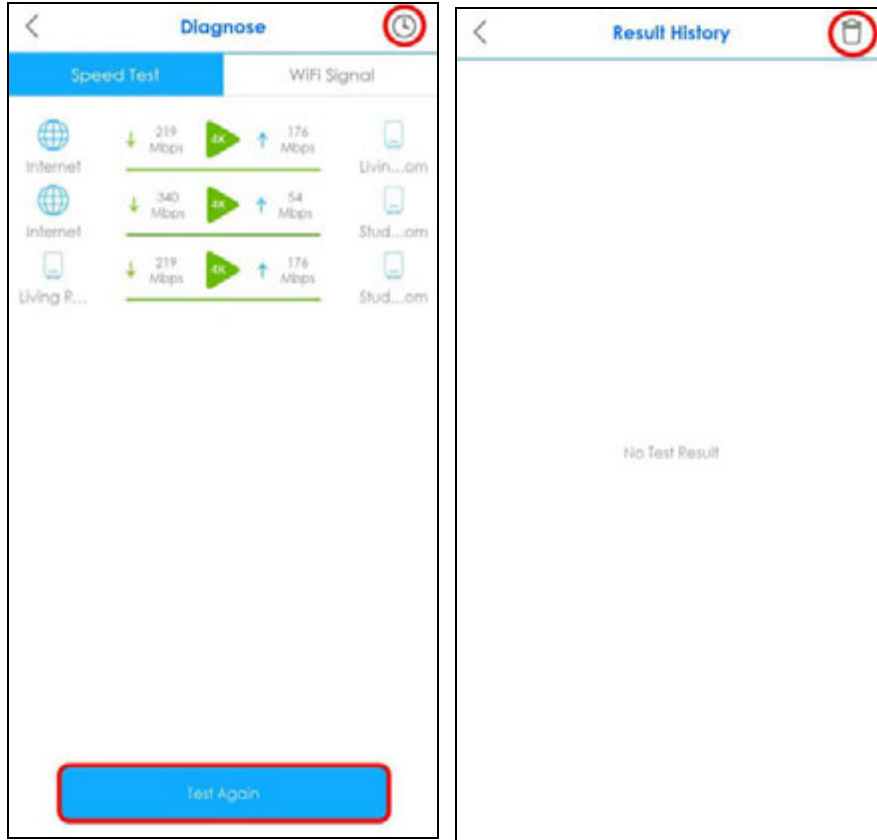 Diagnose
Speed Test
WiFi Signal
219
Mbps
4K
176
Mbps
Internet
Livin...om
340
Mbps
4K
54
Mbps
Internet
Stud...om
219
Mbps
4K
176
Mbps
Living R...
Stud...om
Test Again
Result History
No Test Result